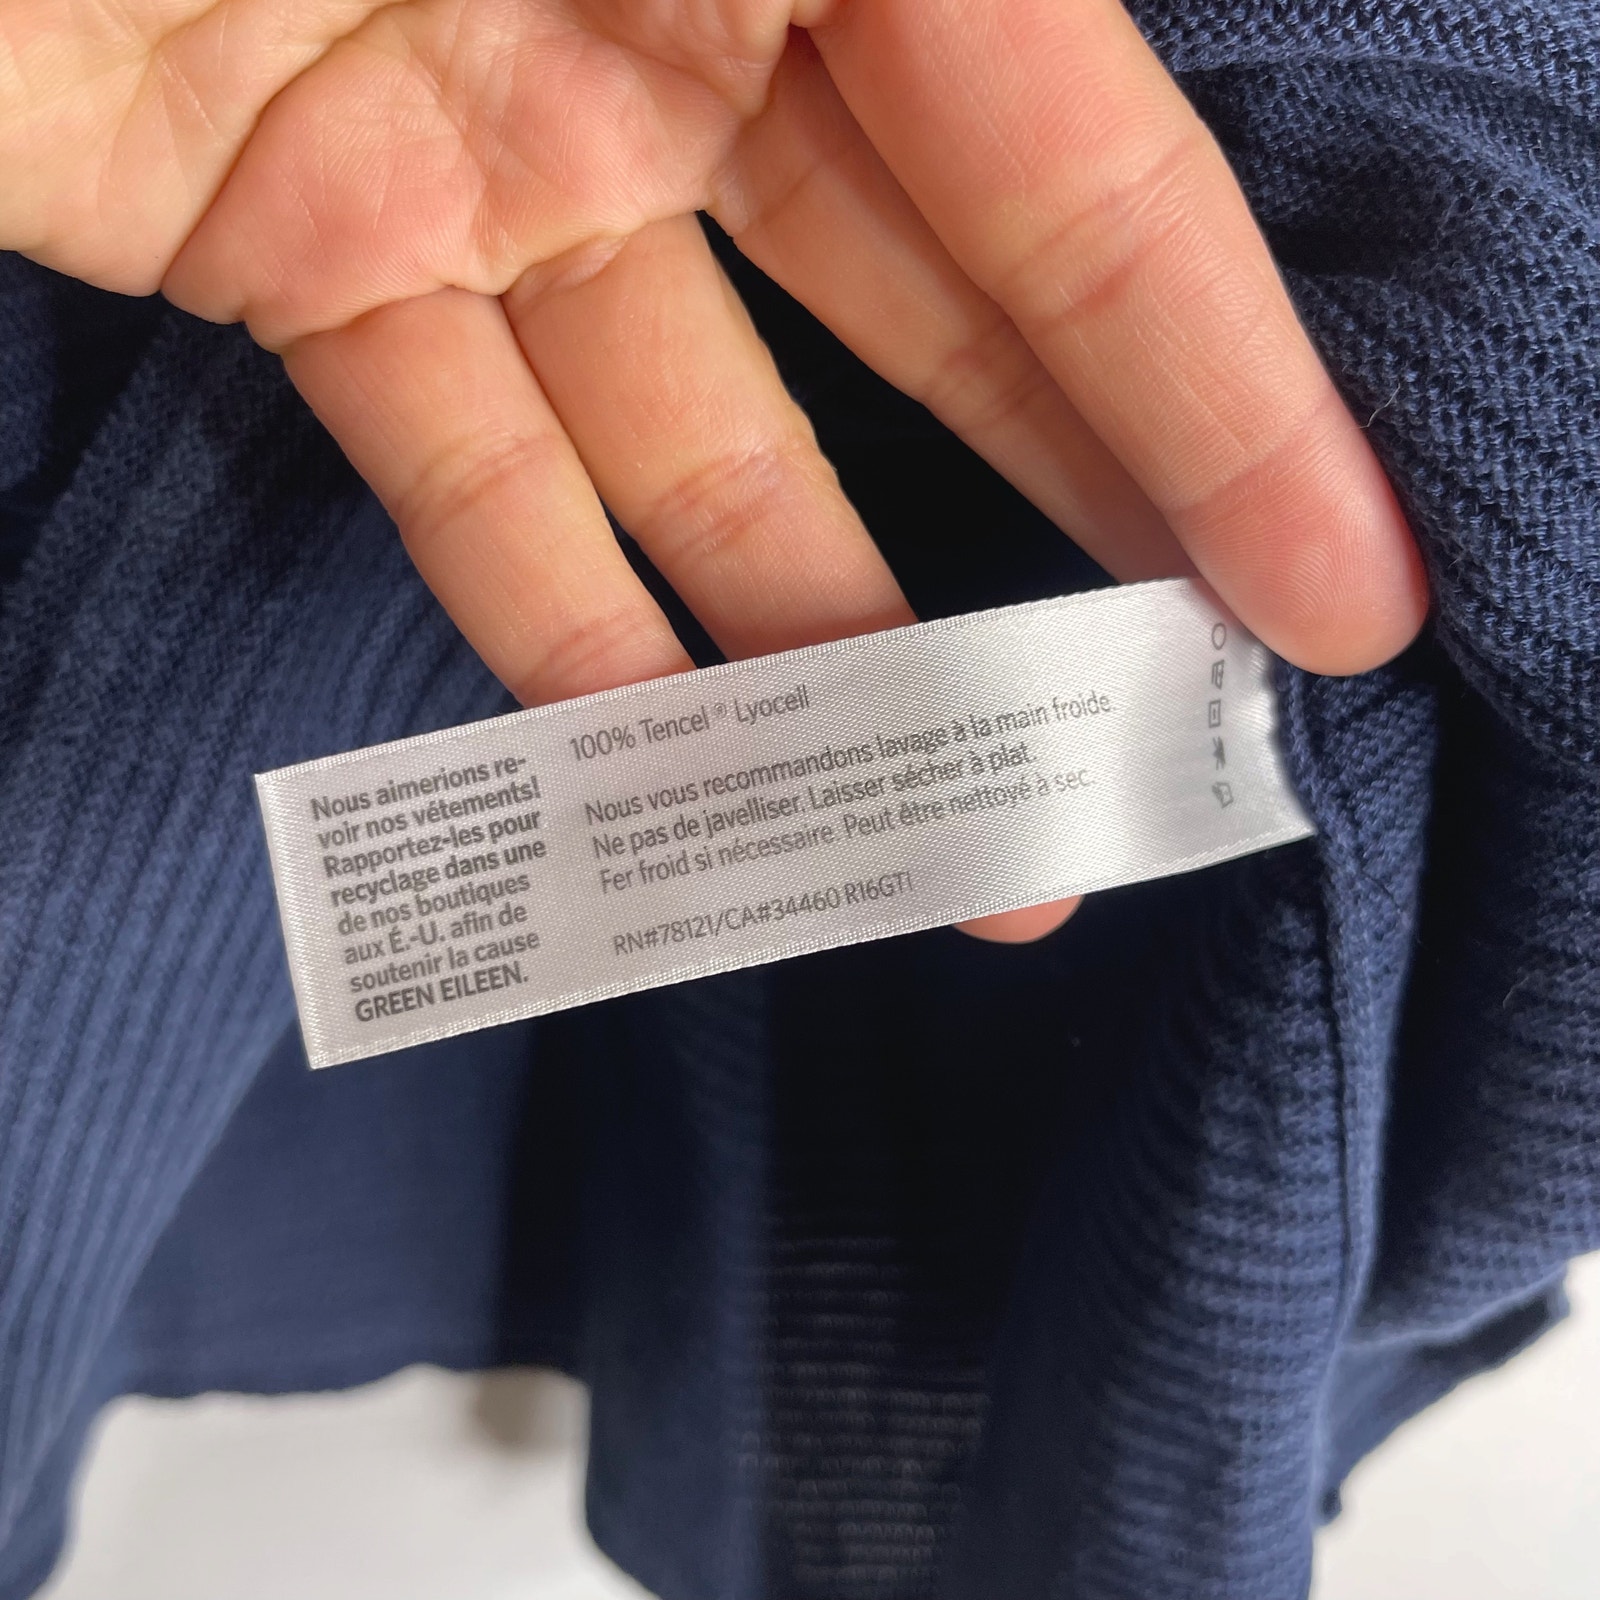 Nous aimerions re-
voir nos vêtements!
Rapportez-les pour
recyclage dans une
de nos boutiques
aux É.-U. afin de
soutenir la cause
GREEN EILEEN.
100% Tencel® Lyocell
Nous vous recommandons lavage à la main froide
Ne pas de javelliser. Laisser sécher à plat.
Fer froid si nécessaire. Peut être nettoyé à sec.
RN#78121/CA#34460 R16GTI